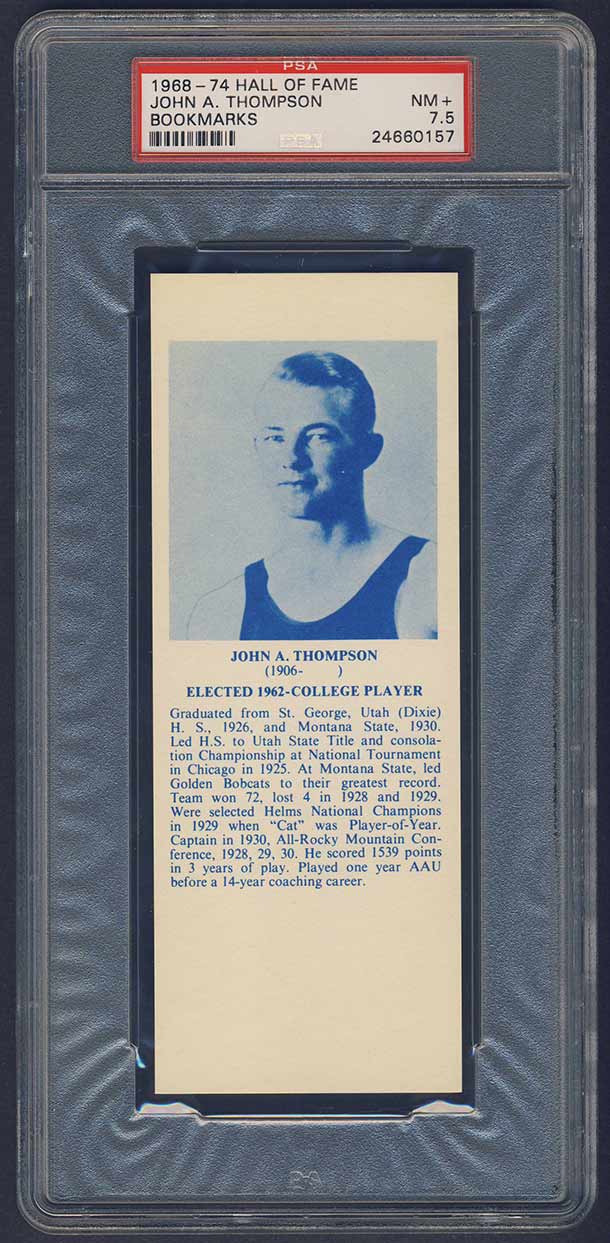 PSA
1968-74 HALL OF FAME
JOHN A. THOMPSON NM+
BOOKMARKS 7.5
24660157
JOHN A. THOMPSON
(1906- )
ELECTED 1962-COLLEGE PLAYER
Graduated from St. George, Utah (Dixie)
H. S., 1926, and Montana State, 1930.
Led H.S. to Utah State Title and consola-
tion Championship at National Tournament
in Chicago in 1925. At Montana State, led
Golden Bobcats to their greatest record.
Team won 72, lost 4 in 1928 and 1929.
Were selected Helms National Champions
in 1929 when “Cat” was Player-of-Year.
Captain in 1930, All-Rocky Mountain Con-
ference, 1928, 29, 30. He scored 1539 points
in 3 years of play. Played one year AAU
before a 14-year coaching career.